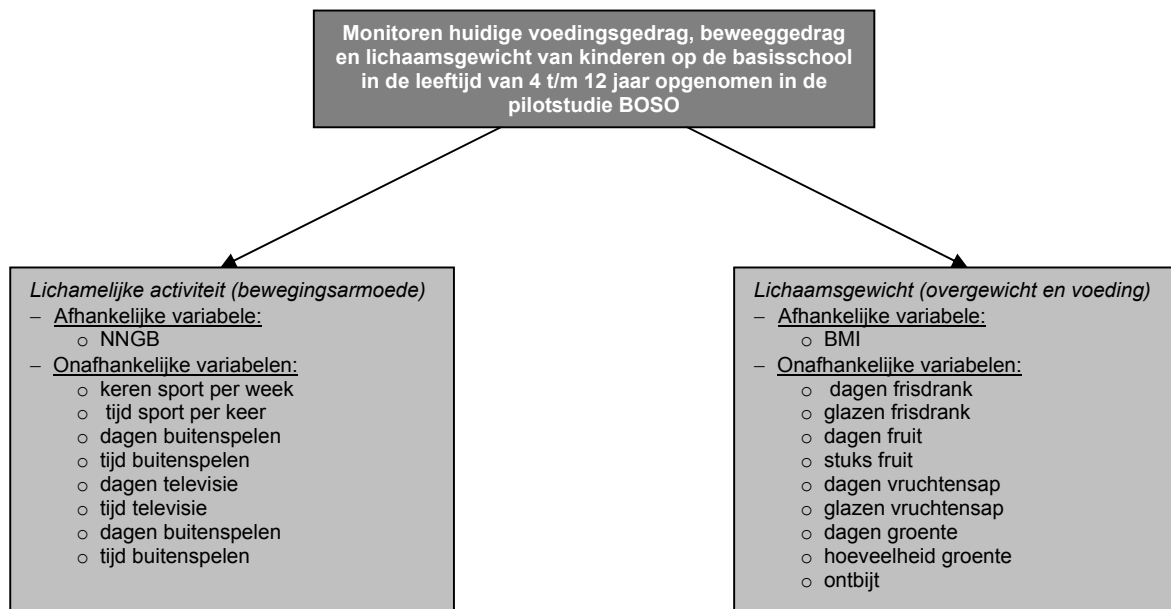 Monitoren huidige voedingsgedrag, beweeggedrag
en lichaamsgewicht van kinderen op de basisschool
in de leeftijd van 4 t/m 12 jaar opgenomen in de
pilotstudie BOSO
Lichamelijke activiteit (bewegingsarmoede)
– Afhankelijke variabele:
o NNGB
– Onafhankelijke variabelen:
o keren sport per week
o tijd sport per keer
o dagen buitenspelen
o tijd buitenspelen
o dagen televisie
o tijd televisie
o dagen buitenspelen
o tijd buitenspelen
Lichaamsgewicht (overgewicht en voeding)
– Afhankelijke variabele:
o BMI
– Onafhankelijke variabelen:
o dagen frisdrank
o glazen frisdrank
o dagen fruit
o stuks fruit
o dagen vruchtensap
o glazen vruchtensap
o dagen groente
o hoeveelheid groente
o ontbijt